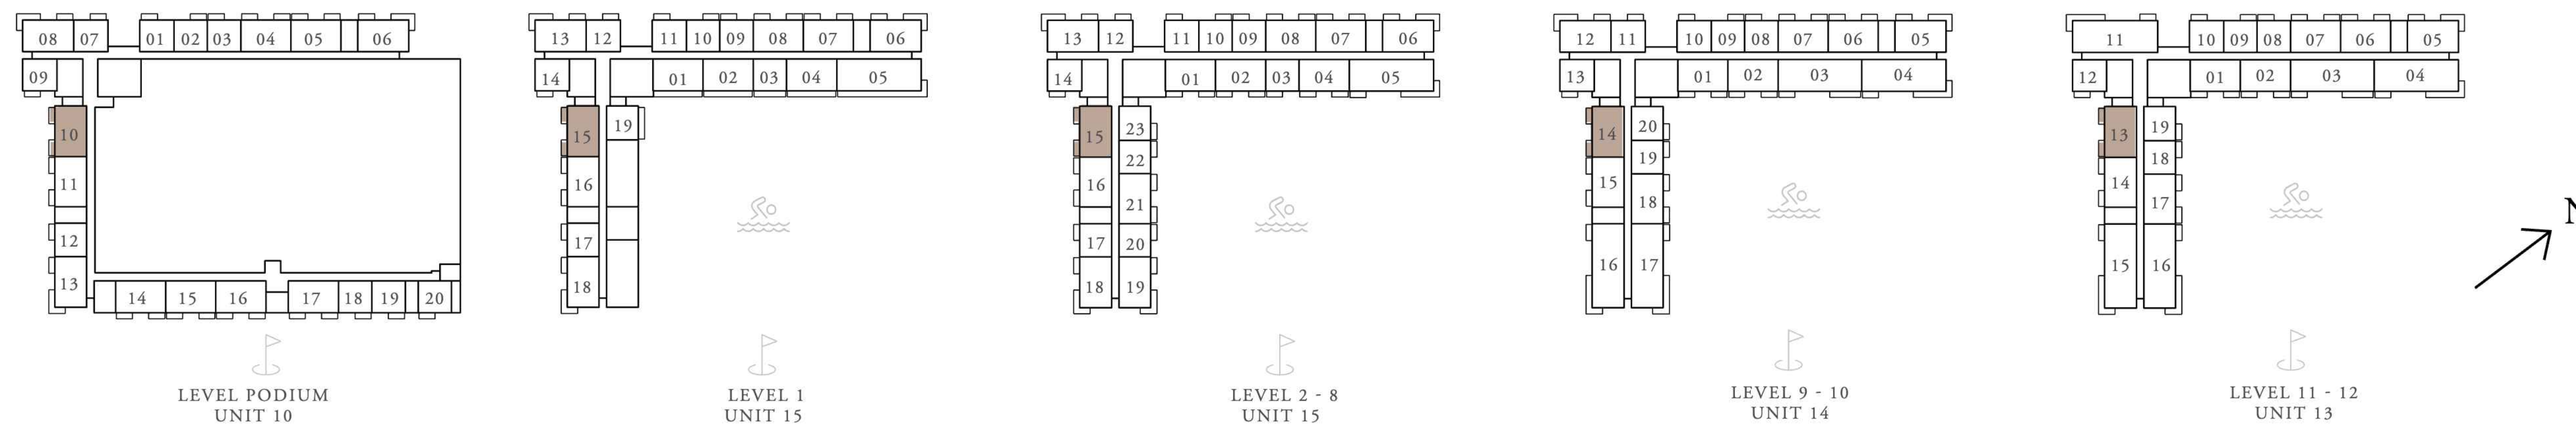 08 07 01 02 03 04 05 06
09
10
11
12
13
14 15 16 17 18 19 20
LEVEL PODIUM
UNIT 10
13 12 11 10 09 08 07 06
14 01 02 03 04 05
15 19
16
17
18
LEVEL 1
UNIT 15
13 12 11 10 09 08 07 06
14 01 02 03 04 05
15 23
22
16 21
17 20
18 19
LEVEL 2 - 8
UNIT 15
12 11 10 09 08 07 06 05
13 01 02 03 04
14 20
19
15 18
16 17
LEVEL 9 - 10
UNIT 14
11 10 09 08 07 06 05
12 01 02 03 04
13 19
18
14 17
15 16
LEVEL 11 - 12
UNIT 13